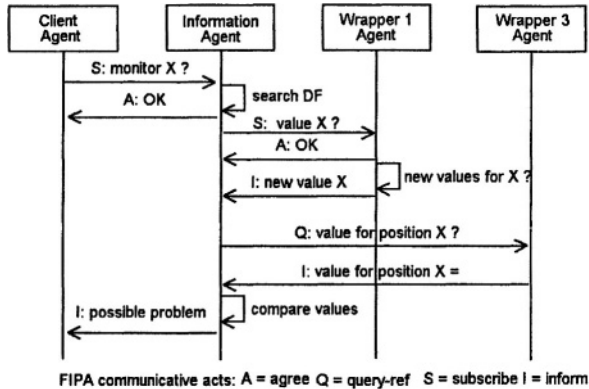 Client Agent
Information Agent
Wrapper 1 Agent
Wrapper 3 Agent
S: monitor X ?
search DF
A: OK
S: value X ?
A: OK
new values for X ?
I: new value X
Q: value for position X ?
I: value for position X =
I: possible problem
compare values
FIPA communicative acts: A = agree Q = query-ref S = subscribe I = inform